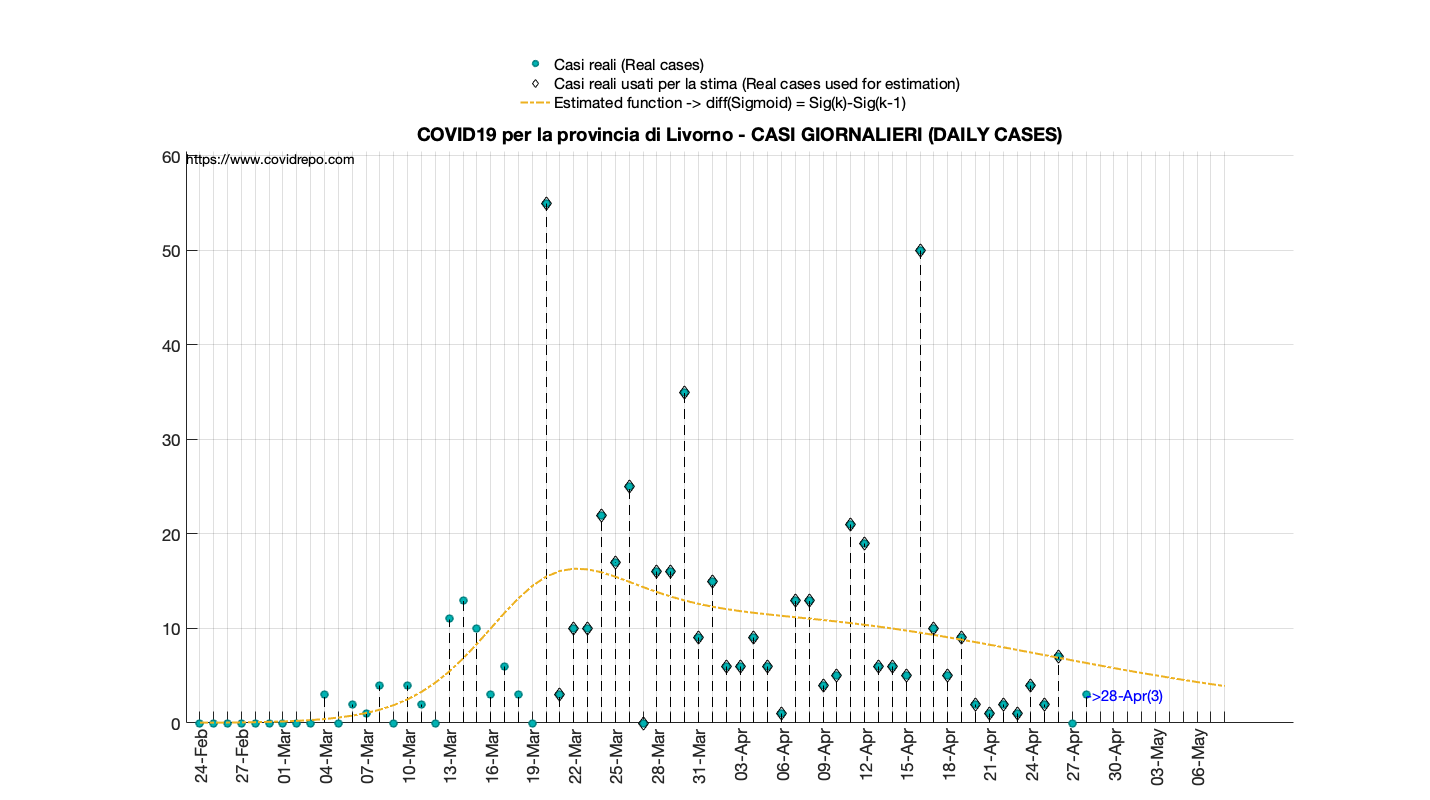 Casi reali (Real cases)
Casi reali usati per la stima (Real cases used for estimation)
Estimated function -> diff(Sigmoid) = Sig(k)-Sig(k-1)
COVID19 per la provincia di Livorno - CASI GIORNALIERI (DAILY CASES)
https://www.covidrepo.com
60
50
40
30
20
10
0
->28-Apr(3)
24-Feb
27-Feb
01-Mar
04-Mar
07-Mar
10-Mar
13-Mar
16-Mar
19-Mar
22-Mar
25-Mar
28-Mar
31-Mar
03-Apr
06-Apr
09-Apr
12-Apr
15-Apr
18-Apr
21-Apr
24-Apr
27-Apr
30-Apr
03-May
06-May